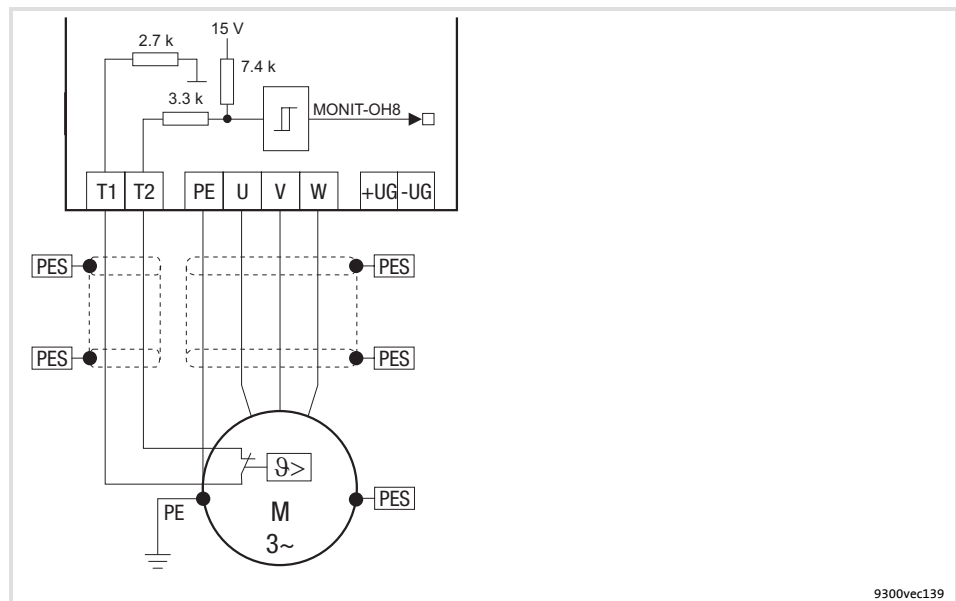 15 V
2.7 k
7.4 k
3.3 k
MONIT-OH8
T1 T2 PE U V W +UG -UG
PES PES
PES PES
ϑ>
PES
PE
M
3~
9300vec139